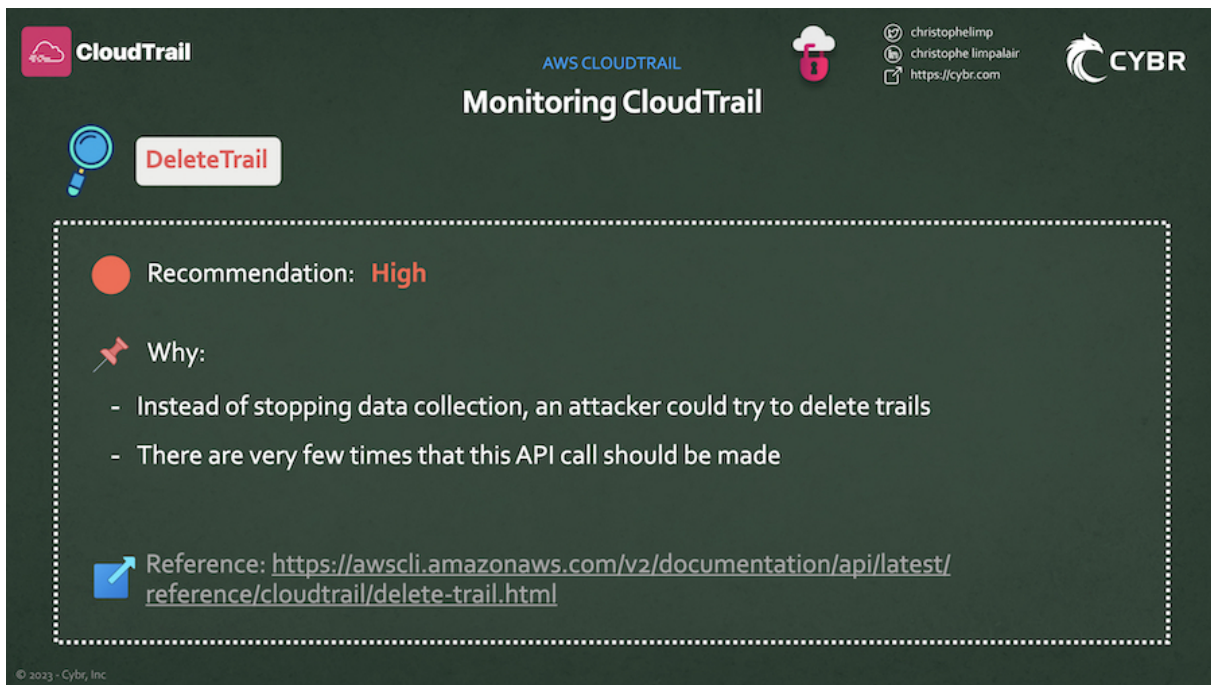 CloudTrail
AWS CLOUDTRAIL
Monitoring CloudTrail
christophelimp
christophe limpalair
https://cybr.com
CYBR
DeleteTrail
Recommendation: High
Why:
- Instead of stopping data collection, an attacker could try to delete trails
- There are very few times that this API call should be made
Reference: https://awscli.amazonaws.com/v2/documentation/api/latest/
reference/cloudtrail/delete-trail.html
© 2023 - Cybr, Inc